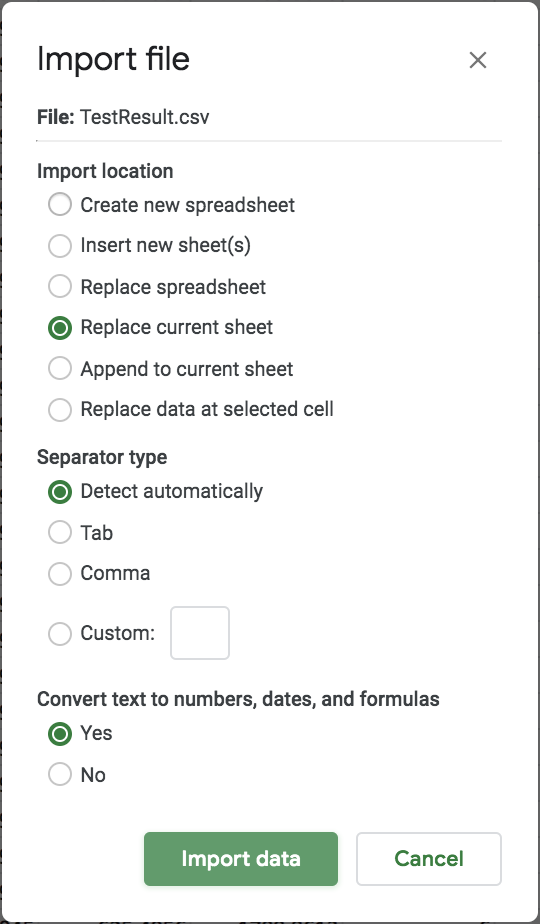 Import file
File: TestResult.csv
Import location
Create new spreadsheet
Insert new sheet(s)
Replace spreadsheet
Replace current sheet
Append to current sheet
Replace data at selected cell
Separator type
Detect automatically
Tab
Comma
Custom:
Convert text to numbers, dates, and formulas
Yes
No
Import data
Cancel